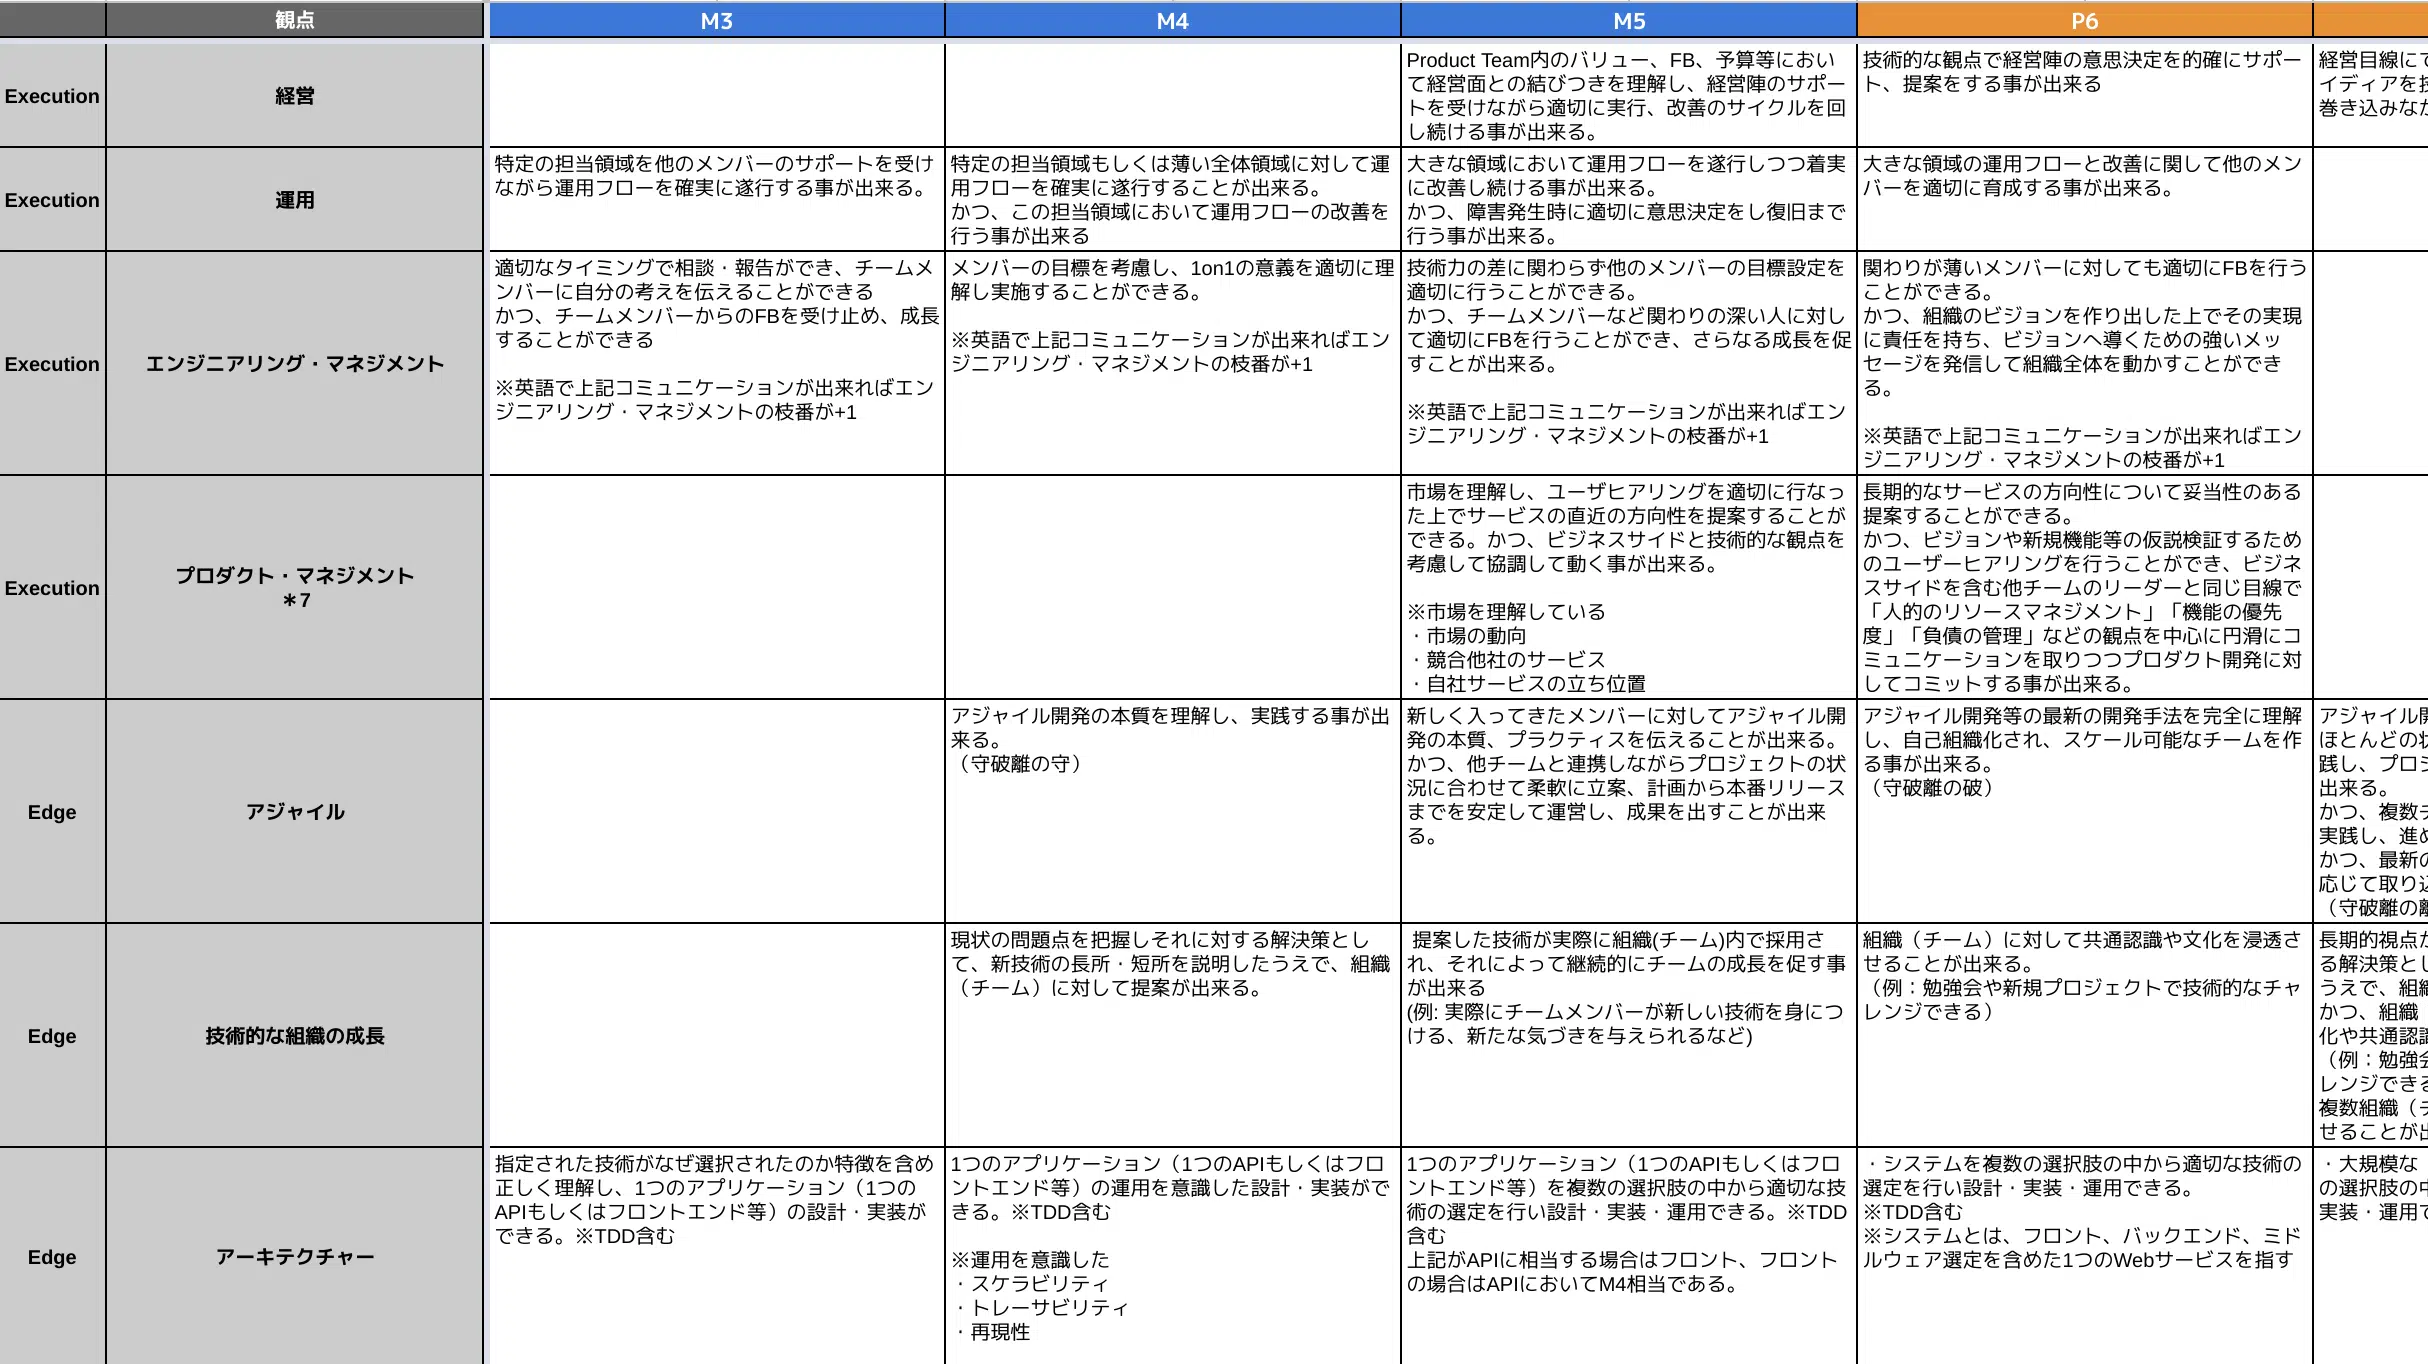 観点
M3
M4
M5
P6
Execution
経営
Product Team内のバリュー、FB、予算等におい
て経営面との結びつきを理解し、経営陣のサポー
トを受けながら適切に実行、改善のサイクルを回
し続ける事が出来る。
技術的な観点で経営陣の意思決定を的確にサポー
ト、提案をする事が出来る
経営目線に
イディアを
巻き込みな
Execution
運用
特定の担当領域を他のメンバーのサポートを受け
ながら運用フローを確実に遂行する事が出来る。
特定の担当領域もしくは薄い全体領域に対して運
用フローを確実に遂行することが出来る。
かつ、この担当領域において運用フローの改善を
行う事が出来る
大きな領域において運用フローを遂行しつつ着実
に改善し続ける事が出来る。
かつ、障害発生時に適切に意思決定をし復旧まで
行う事が出来る。
大きな領域の運用フローと改善に関して他のメン
バーを適切に育成する事が出来る。
Execution
エンジニアリング・マネジメント
適切なタイミングで相談・報告ができ、チームメ
ンバーに自分の考えを伝えることができる
かつ、チームメンバーからのFBを受け止め、成長
することができる
※英語で上記コミュニケーションが出来ればエン
ジニアリング・マネジメントの枝番が+1
メンバーの目標を考慮し、1on1の意義を適切に理
解し実施することができる。
※英語で上記コミュニケーションが出来ればエン
ジニアリング・マネジメントの枝番が+1
技術力の差に関わらず他のメンバーの目標設定を
適切に行うことができる。
かつ、チームメンバーなど関わりの深い人に対し
て適切にFBを行うことができ、さらなる成長を促
すことが出来る。
※英語で上記コミュニケーションが出来ればエン
ジニアリング・マネジメントの枝番が+1
関わりが薄いメンバーに対しても適切にFBを行う
ことができる。
かつ、組織のビジョンを作り出した上でその実現
に責任を持ち、ビジョンへ導くための強いメッ
セージを発信して組織全体を動かすことができ
る。
※英語で上記コミュニケーションが出来ればエン
ジニアリング・マネジメントの枝番が+1
Execution
プロダクト・マネジメント
＊7
市場を理解し、ユーザヒアリングを適切に行なっ
た上でサービスの直近の方向性を提案することが
できる。かつ、ビジネスサイドと技術的な観点を
考慮して協調して動く事が出来る。
※市場を理解している
・市場の動向
・競合他社のサービス
・自社サービスの立ち位置
長期的なサービスの方向性について妥当性のある
提案することができる。
かつ、ビジョンや新規機能等の仮説検証するため
のユーザーヒアリングを行うことができ、ビジネ
スサイドを含む他チームのリーダーと同じ目線で
「人的のリソースマネジメント」「機能の優先
度」「負債の管理」などの観点を中心に円滑にコ
ミュニケーションを取りつつプロダクト開発に対
してコミットする事が出来る。
Edge
アジャイル
アジャイル開発の本質を理解し、実践する事が出
来る。
（守破離の守）
新しく入ってきたメンバーに対してアジャイル開
発の本質、プラクティスを伝えることが出来る。
かつ、他チームと連携しながらプロジェクトの状
況に合わせて柔軟に立案、計画から本番リリース
までを安定して運営し、成果を出すことが出来
る。
アジャイル開発等の最新の開発手法を完全に理解
し、自己組織化され、スケール可能なチームを作
る事が出来る。
（守破離の破）
アジャイル
ほとんどの
践し、プロ
出来る。
かつ、複数
実践し、進
かつ、最新
応じて取り
（守破離の
Edge
技術的な組織の成長
現状の問題点を把握しそれに対する解決策とし
て、新技術の長所・短所を説明したうえで、組織
（チーム）に対して提案が出来る。
提案した技術が実際に組織(チーム)内で採用さ
れ、それによって継続的にチームの成長を促す事
が出来る
(例: 実際にチームメンバーが新しい技術を身につ
ける、新たな気づきを与えられるなど)
組織（チーム）に対して共通認識や文化を浸透さ
せることが出来る。
（例：勉強会や新規プロジェクトで技術的なチャ
レンジできる）
長期的視点
る解決策と
うえで、組
かつ、組織
化や共通認
（例：勉強
レンジでき
複数組織（
せることが
Edge
アーキテクチャー
指定された技術がなぜ選択されたのか特徴を含め
正しく理解し、1つのアプリケーション（1つの
APIもしくはフロントエンド等）の設計・実装が
できる。※TDD含む
1つのアプリケーション（1つのAPIもしくはフロ
ントエンド等）の運用を意識した設計・実装がで
きる。※TDD含む
※運用を意識した
・スケラビリティ
・トレーサビリティ
・再現性
1つのアプリケーション（1つのAPIもしくはフロ
ントエンド等）を複数の選択肢の中から適切な技
術の選定を行い設計・実装・運用できる。※TDD
含む
上記がAPIに相当する場合はフロント、フロント
の場合はAPIにおいてM4相当である。
・システムを複数の選択肢の中から適切な技術の
選定を行い設計・実装・運用できる。
※TDD含む
※システムとは、フロント、バックエンド、ミド
ルウェア選定を含めた1つのWebサービスを指す
・大規模な
の選択肢の
実装・運用